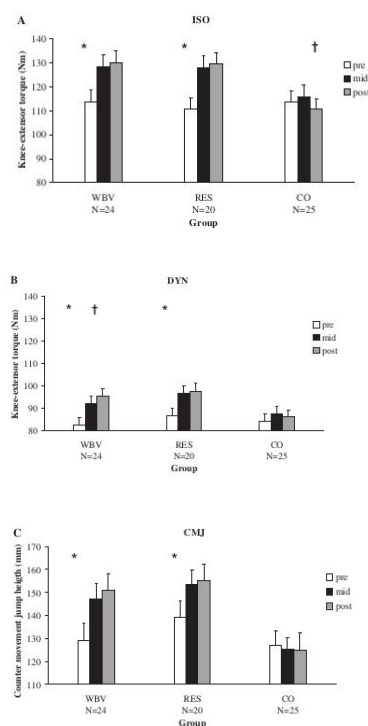 A
ISO
140
130
120
110
100
90
80
Knee-extensor torque (Nm)
*
*
†
pre
mid
post
WBV
RES
CO
N=24
N=20
N=25
Group
B
DYN
140
130
120
110
100
90
80
Knee-extensor torque (Nm)
*
†
*
pre
mid
post
WBV
RES
CO
N=24
N=20
N=25
Group
C
CMJ
170
160
150
140
130
120
110
Counter movement jump heigth (mm)
*
*
pre
mid
post
WBV
RES
CO
N=24
N=20
N=25
Group